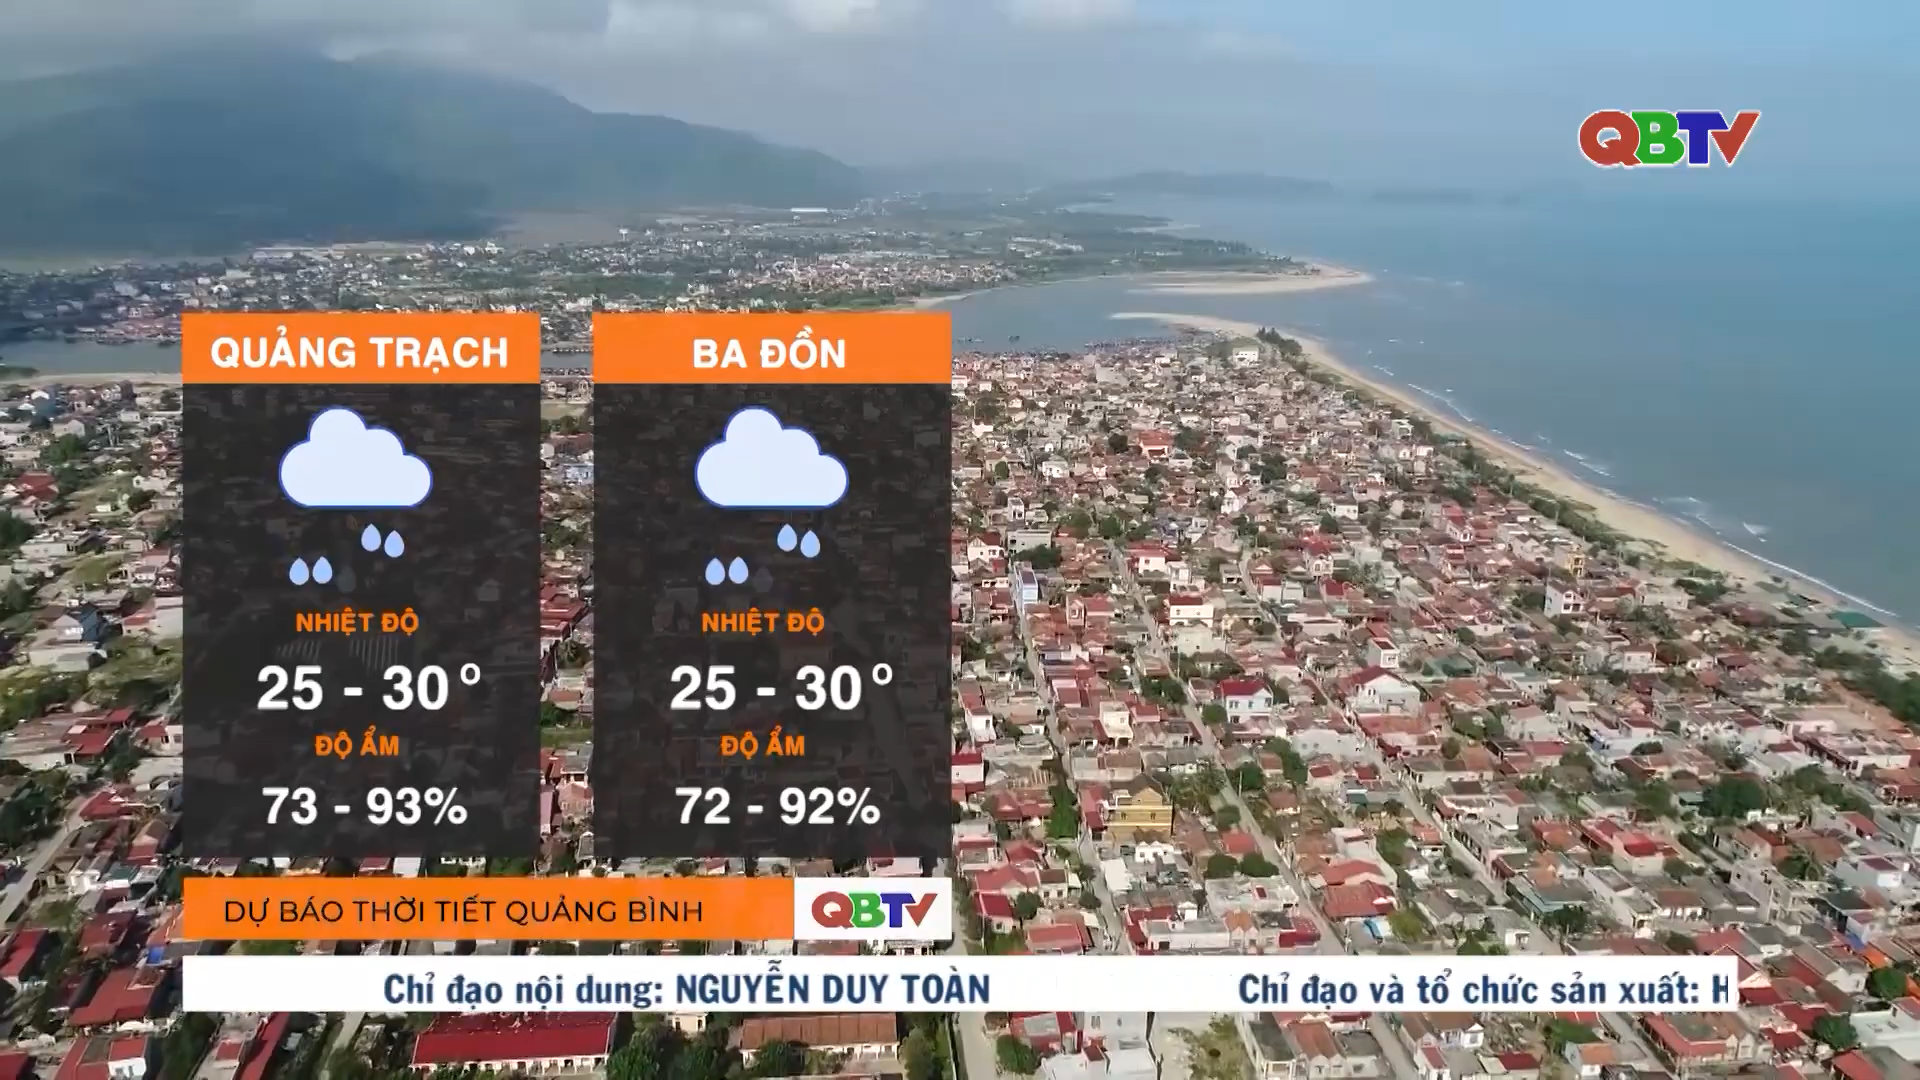 QBTV
QUẢNG TRẠCH
NHIỆT ĐỘ
25 - 30°
ĐỘ ẨM
73 - 93%
BA ĐỒN
NHIỆT ĐỘ
25 - 30°
ĐỘ ẨM
72 - 92%
DỰ BÁO THỜI TIẾT QUẢNG BÌNH
QBTV
Chỉ đạo nội dung: NGUYỄN DUY TOÀN
Chỉ đạo và tổ chức sản xuất: H